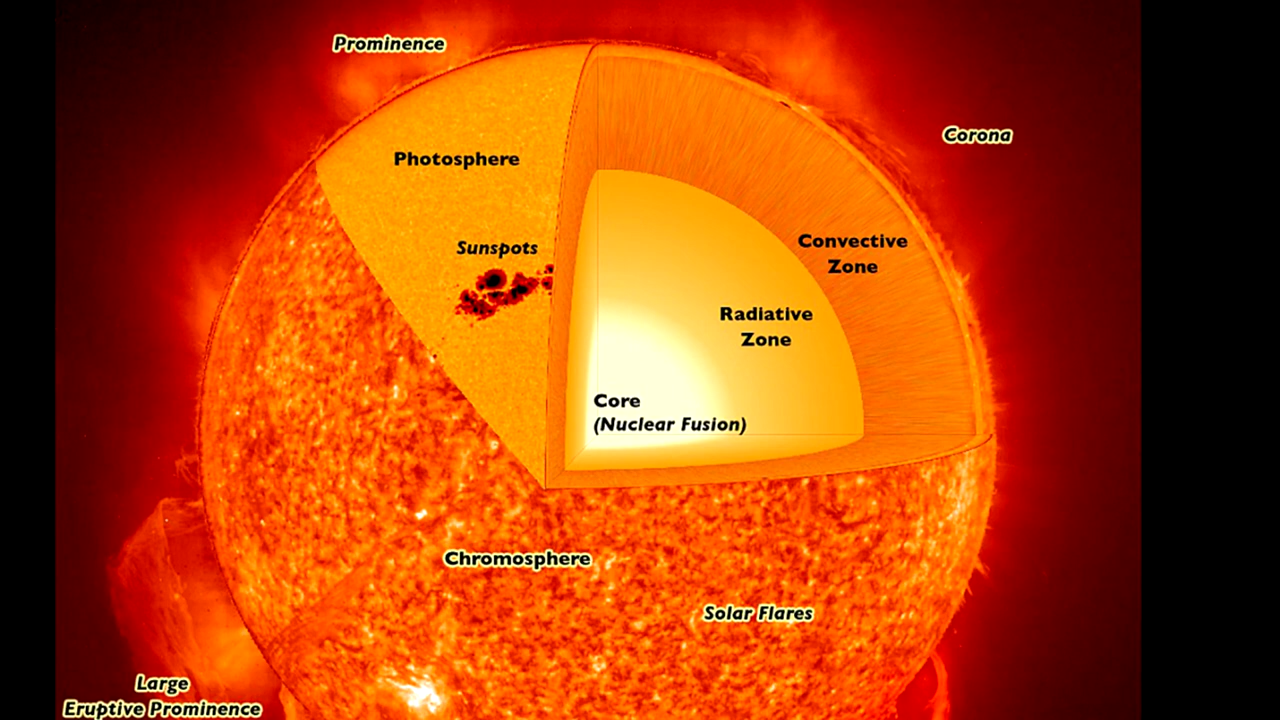 Prominence
Corona
Photosphere
Sunspots
Convective
Zone
Radiative
Zone
Core
(Nuclear Fusion)
Chromosphere
Solar Flares
Large
Eruptive Prominence